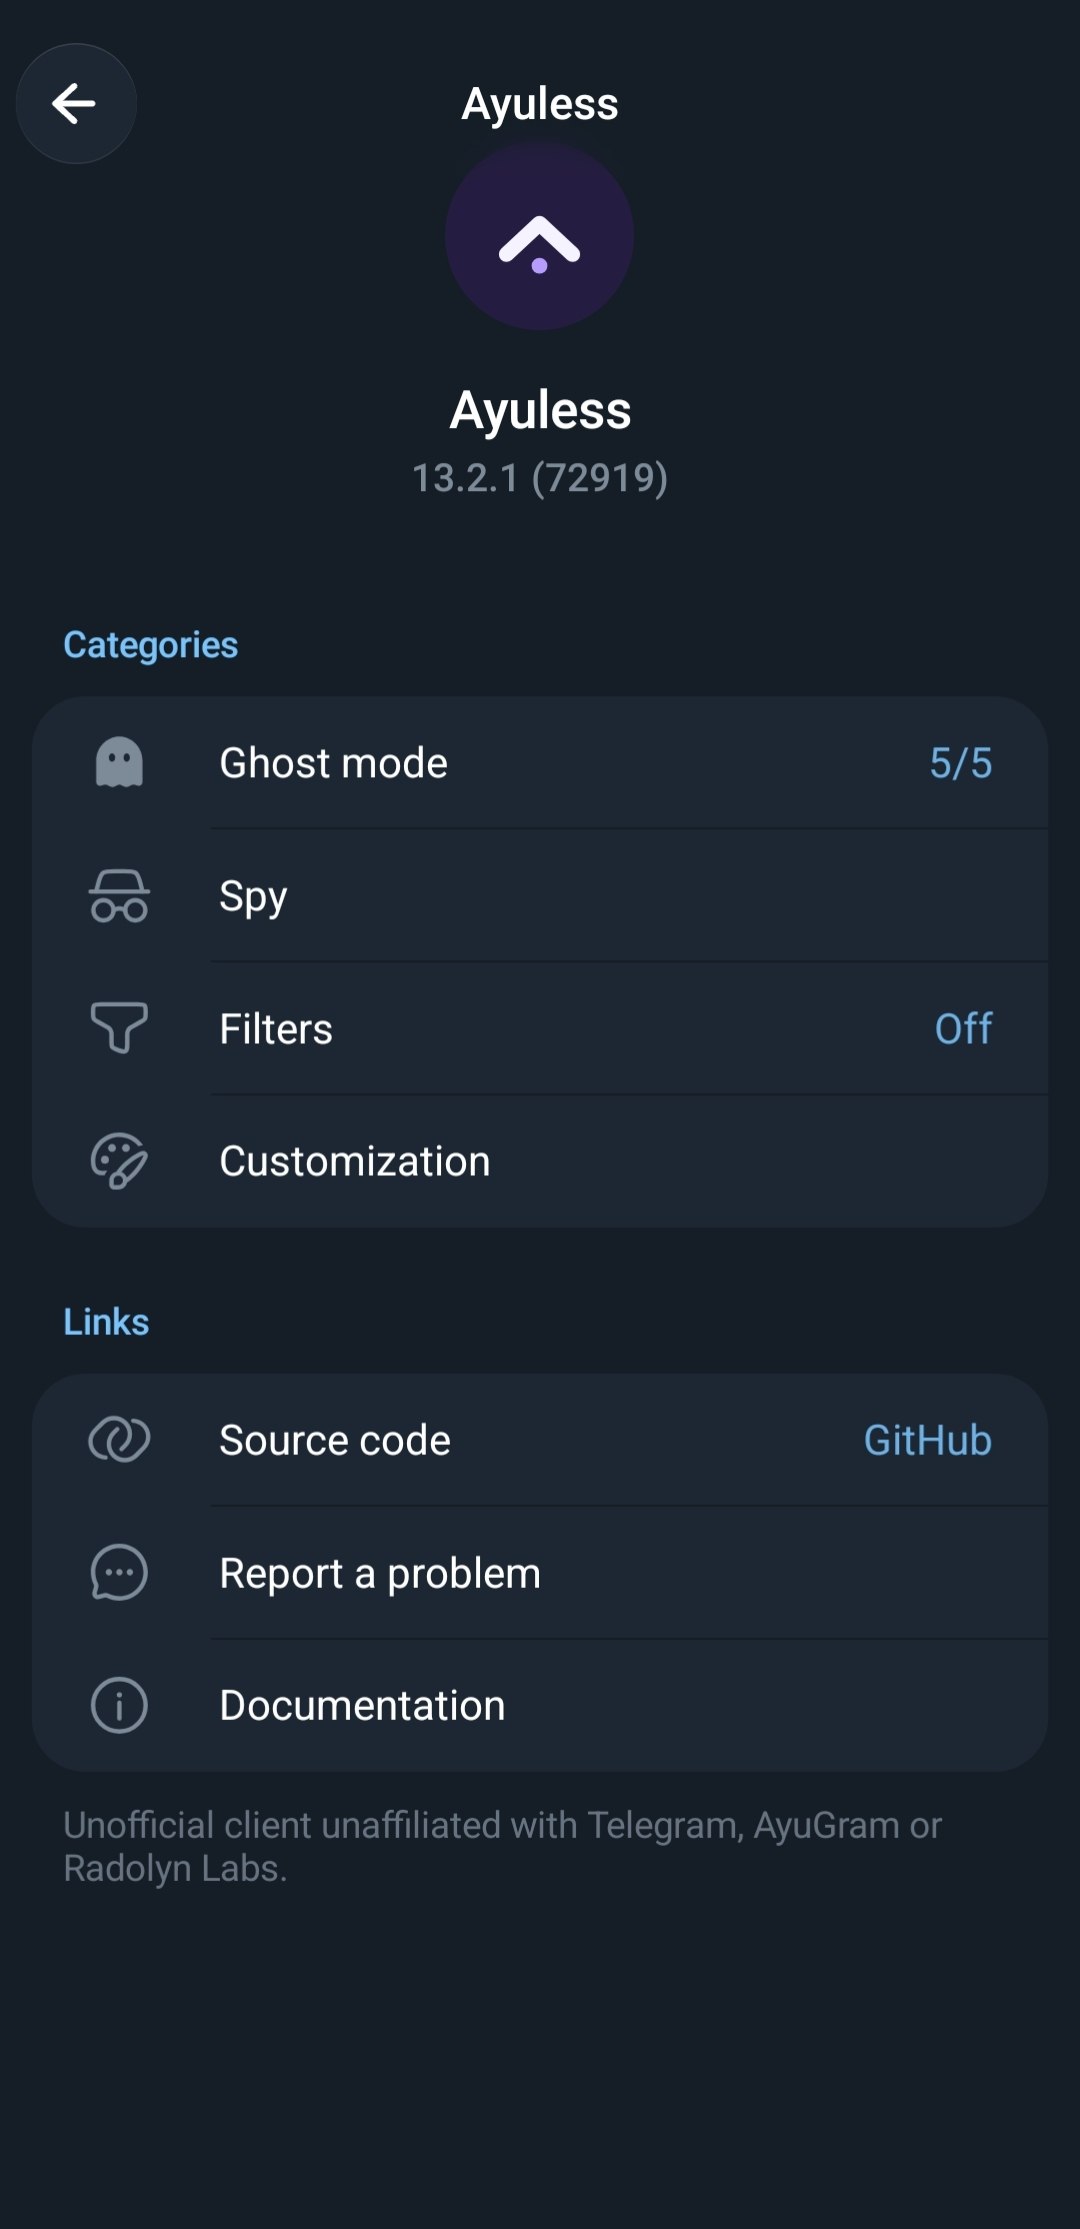 Ayuless
Ayuless
13.2.1 (72919)
Categories
Ghost mode 5/5
Spy
Filters Off
Customization
Links
Source code GitHub
Report a problem
Documentation
Unofficial client unaffiliated with Telegram, AyuGram or
Radolyn Labs.